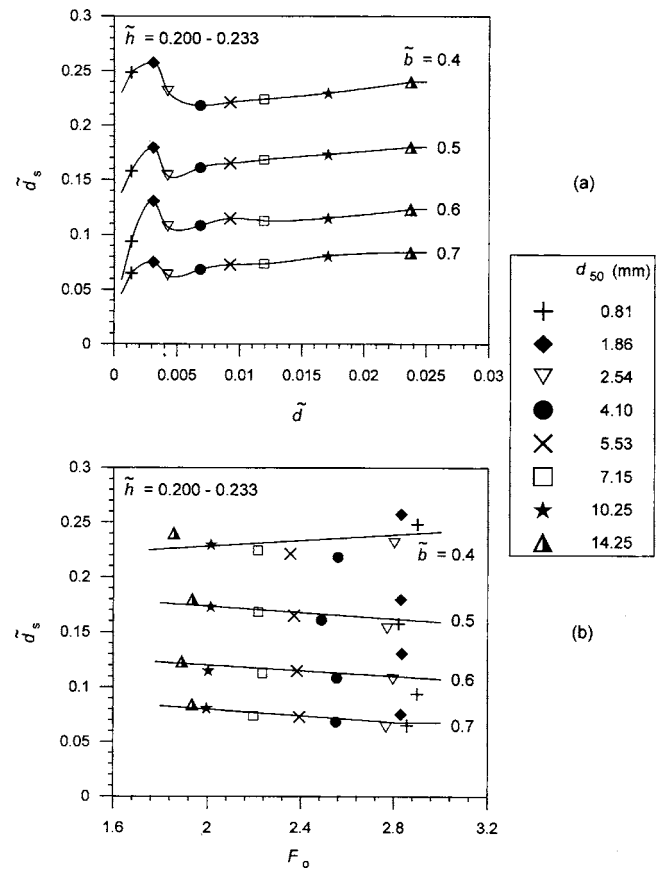 0.3
h̃ = 0.200 - 0.233
b̃ = 0.4
0.25
0.2
0.5
0.15
0.6
0.1
0.7
0.05
0
0 0.005 0.01 0.015 0.02 0.025 0.03
d̃
d̃s
(a)
d50 (mm)
0.81
1.86
2.54
4.10
5.53
7.15
10.25
14.25
0.3
h̃ = 0.200 - 0.233
0.25
b̃ = 0.4
0.2
0.5
0.15
0.6
0.1
0.7
0.05
0
1.6 2 2.4 2.8 3.2
Fo
d̃s
(b)